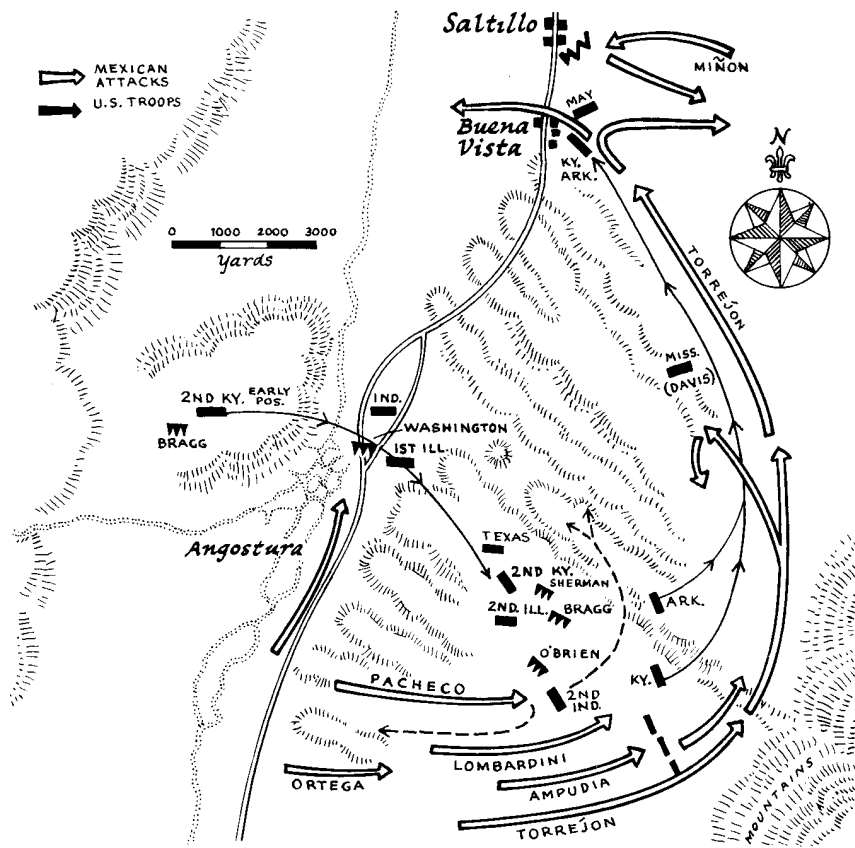 Saltillo
MEXICAN
ATTACKS
U.S. TROOPS
MIÑON
MAY
Buena
Vista
KY.
ARK.
N
0 1000 2000 3000
Yards
TORREJÓN
MISS.
(DAVIS)
2ND KY. EARLY
POS.
IND.
BRAGG
WASHINGTON
1ST ILL.
Angostura
TEXAS
2ND KY.
SHERMAN
2ND. ILL.
BRAGG
ARK.
O'BRIEN
KY.
PACHECO
2ND
IND.
LOMBARDINI
ORTEGA
AMPUDIA
TORREJÓN
MOUNTAINS